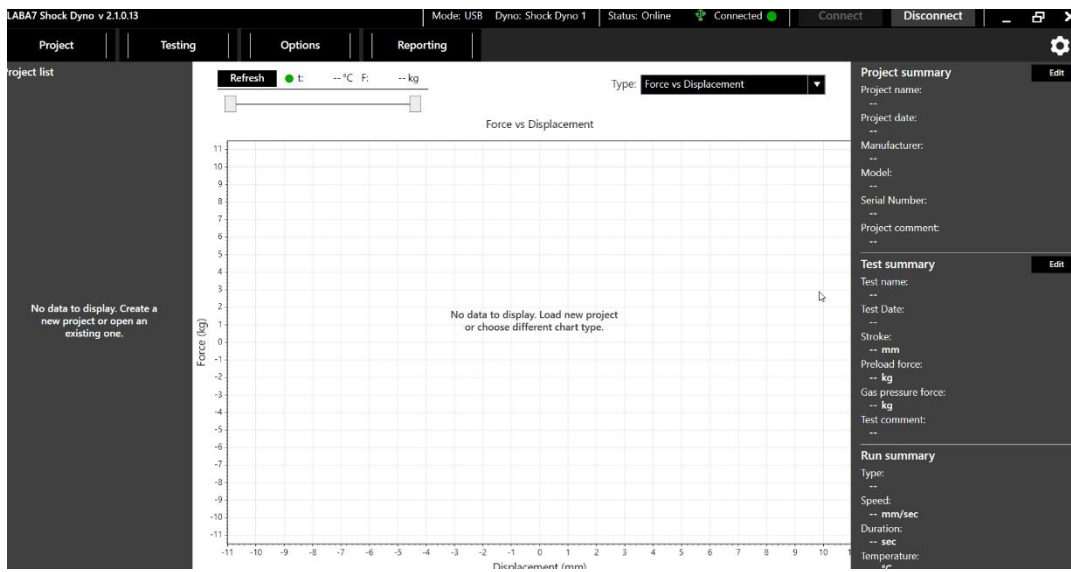 LABA7 Shock Dyno v 2.1.0.13
Mode: USB Dyno: Shock Dyno 1 Status: Online Connected Connect Disconnect
Project Testing Options Reporting
roject list
No data to display. Create a
new project or open an
existing one.
Refresh t: -- °C F: -- kg
Type: Force vs Displacement
Force vs Displacement
11
10
9
8
7
6
5
4
3
2
1
0
-1
-2
-3
-4
-5
-6
-7
-8
-9
-10
-11
Force (kg)
No data to display. Load new project
or choose different chart type.
-11 -10 -9 -8 -7 -6 -5 -4 -3 -2 -1 0 1 2 3 4 5 6 7 8 9 10 1
Displacement (mm)
Project summary Edit
Project name:
--
Project date:
--
Manufacturer:
--
Model:
--
Serial Number:
--
Project comment:
--
Test summary Edit
Test name:
--
Test Date:
--
Stroke:
-- mm
Preload force:
-- kg
Gas pressure force:
-- kg
Test comment:
--
Run summary
Type:
--
Speed:
-- mm/sec
Duration:
-- sec
Temperature:
-- °C